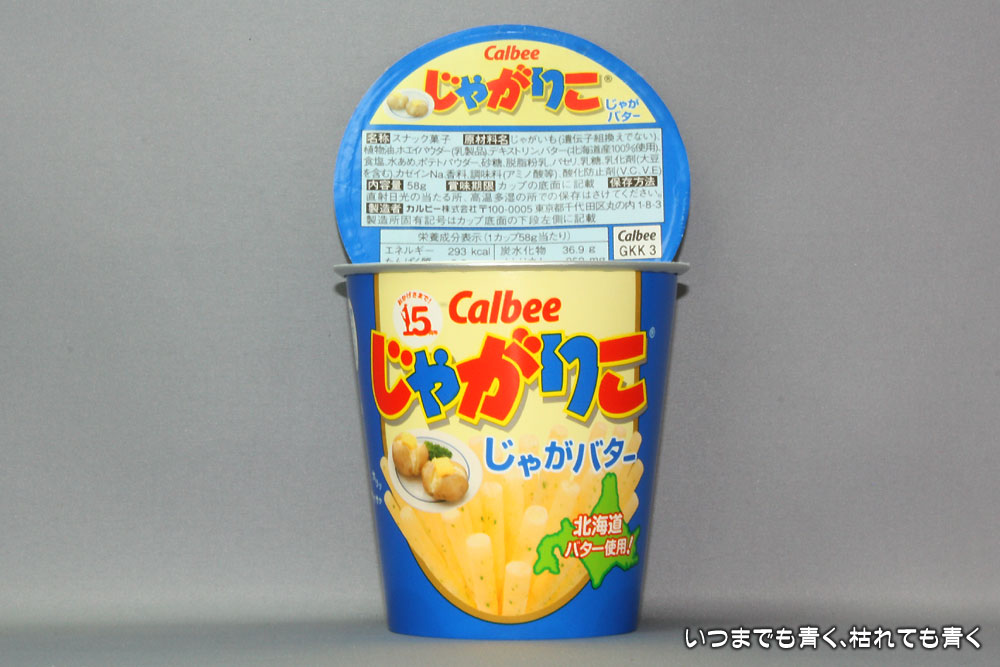 Calbee
じゃがりこ®
じゃが
バター
名称 スナック菓子 原材料名 じゃがいも(遺伝子組換えでない)、
植物油、ホエイパウダー(乳製品)、デキストリン、バター(北海道産100%使用)、
食塩、水あめ、ポテトパウダー、砂糖、脱脂粉乳、パセリ、乳糖、乳化剤(大豆
を含む)、カゼインNa、香料、調味料(アミノ酸等)、酸化防止剤(V.C,V.E)
内容量 58g 賞味期限 カップの底面に記載 保存方法
直射日光の当たる所、高温多湿の所での保存はさけてください。
製造者 カルビー株式会社 〒100-0005 東京都千代田区丸の内1-8-3
製造所固有記号はカップ底面の下段左側に記載
栄養成分表示(1カップ58g当たり)
エネルギー 293 kcal 炭水化物 36.9 g
Calbee
GKK 3
おかげさまで!
15
Calbee
じゃがりこ®
じゃがバター
北海道
バター使用!
いつまでも青く、枯れても青く